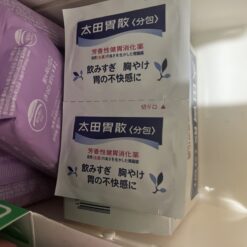 太田胃散〈分包〉
芳香性健胃消化薬
飲みすぎ 胸やけ
胃の不快感に
切り口
太田胃散〈分包〉
芳香性健胃消化薬
飲みすぎ 胸やけ
胃の不快感に